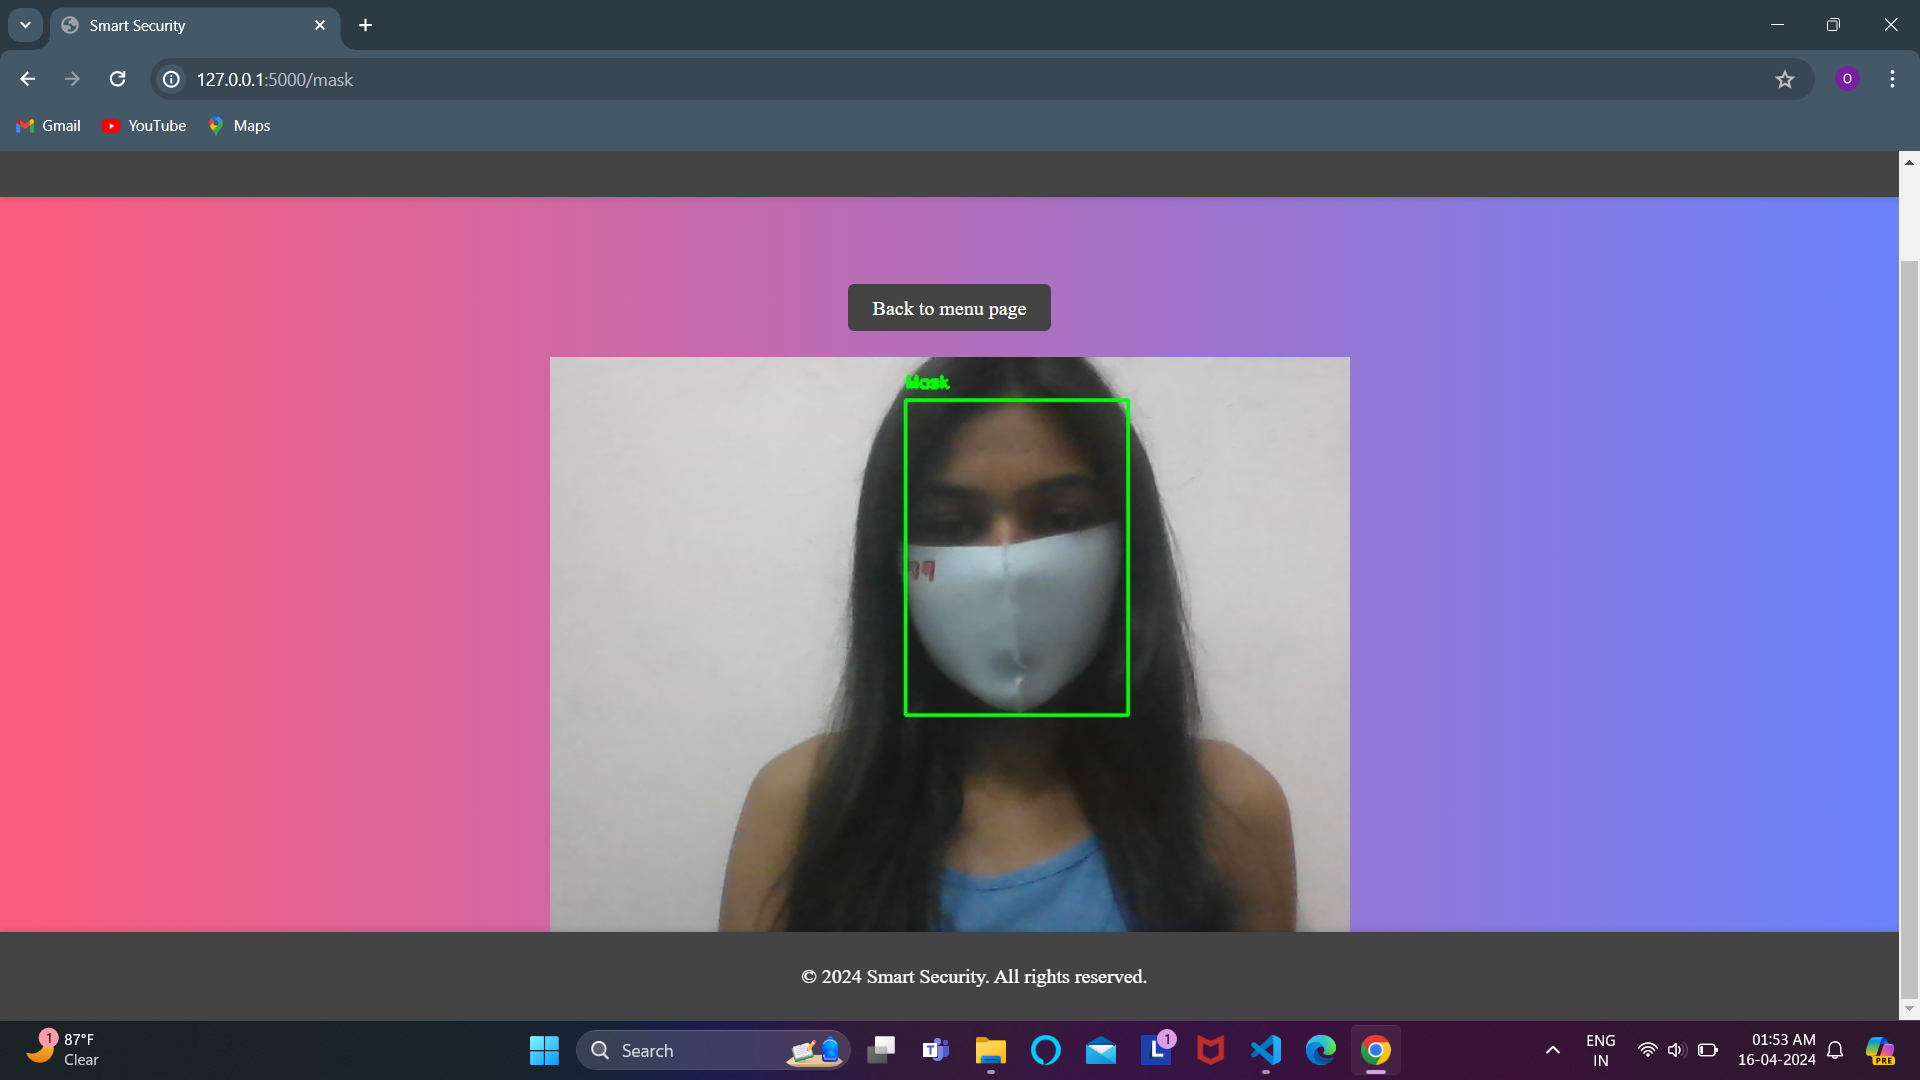 Smart Security
127.0.0.1:5000/mask
O
Gmail
YouTube
Maps
Back to menu page
Mask
© 2024 Smart Security. All rights reserved.
1
87°F
Clear
Search
T
L
1
ENG
IN
01:53 AM
16-04-2024
PRE